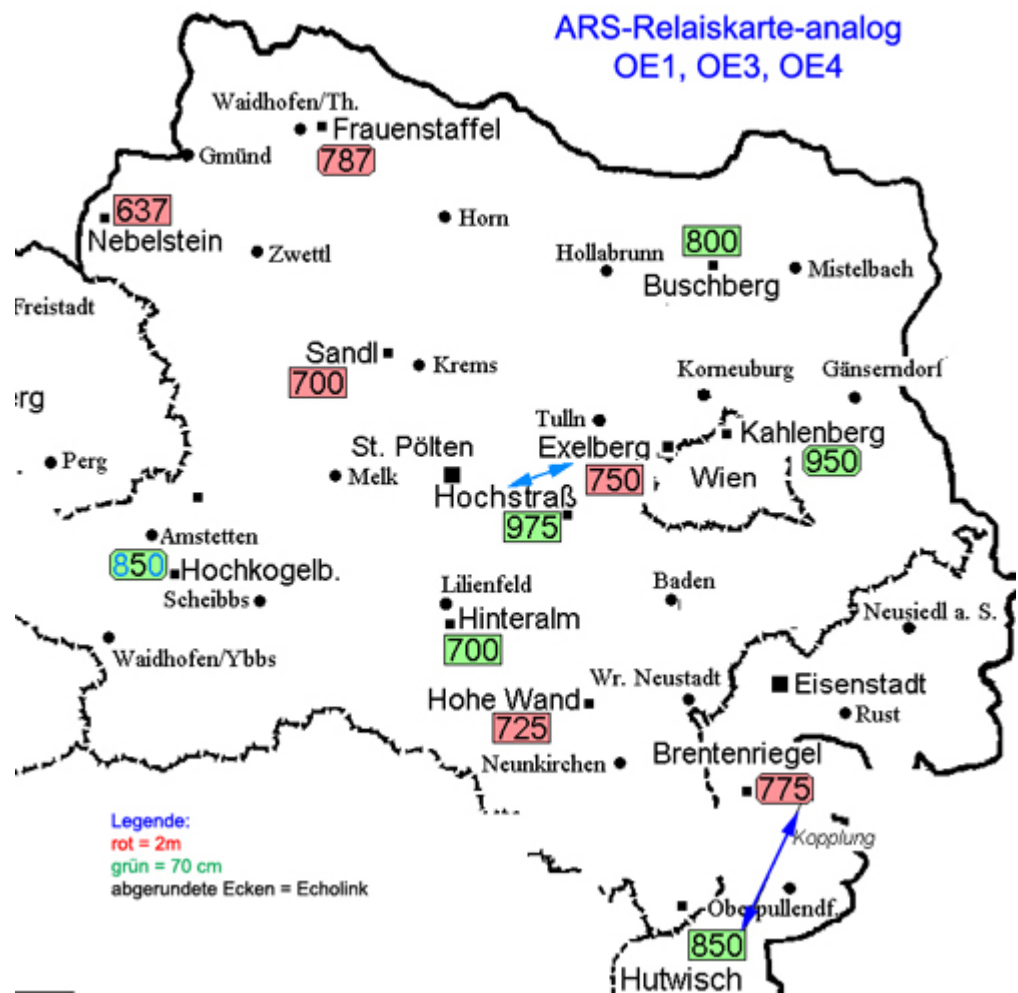 ARS-Relaiskarte-analog
OE1, OE3, OE4
Waidhofen/Th.
Frauenstaffel
787
Gmünd
637
Nebelstein
Horn
Zwettl
Hollabrunn
800
Buschberg
Mistelbach
Freistadt
Sandl
700
Krems
Korneuburg
Gänserndorf
erg
Tulln
St. Pölten
Exelberg
Kahlenberg
950
Perg
Melk
750
Wien
Hochstraß
975
Amstetten
850
Hochkogelb.
Scheibbs
Lilienfeld
Hinteralm
700
Baden
Neusiedl a. S.
Waidhofen/Ybbs
Wr. Neustadt
Eisenstadt
Hohe Wand
725
Rust
Neunkirchen
Brentenriegel
775
Kopplung
Legende:
rot = 2m
grün = 70 cm
abgerundete Ecken = Echolink
Oberpullendf.
850
Hutwisch